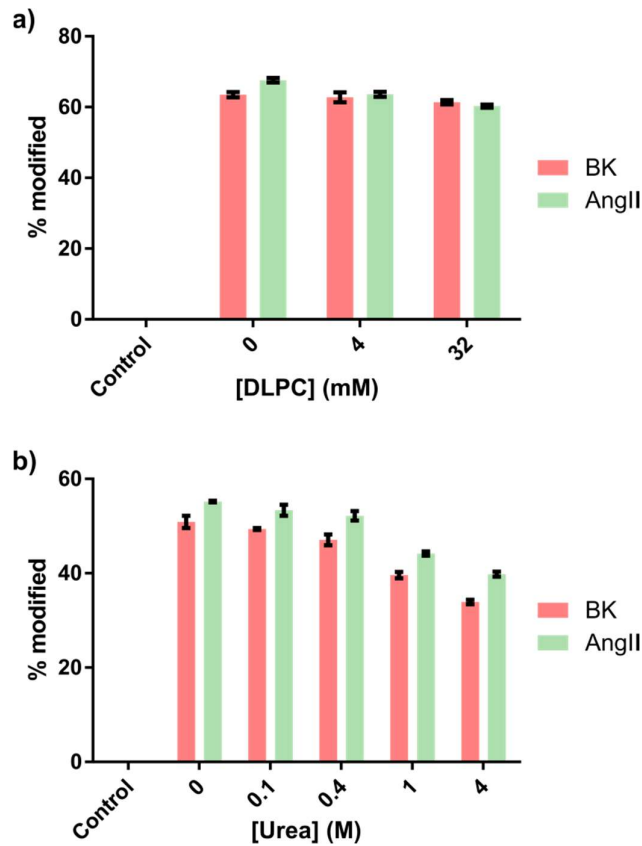 a)
80
60
40
20
0
% modified
Control
0
4
32
[DLPC] (mM)
BK
AngII
b)
60
40
20
0
% modified
Control
0
0.1
0.4
1
4
[Urea] (M)
BK
AngII